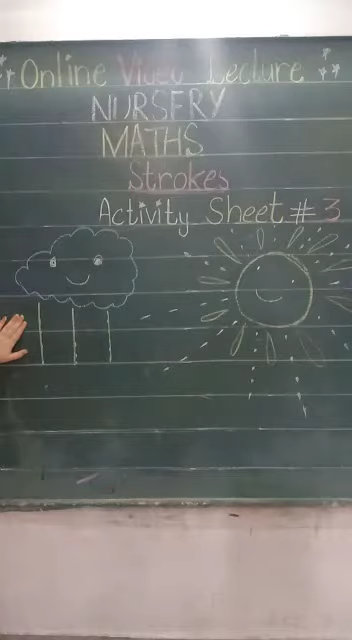 Online Video Lecture
NURSERY
MATHS
Strokes
Activity Sheet # 3